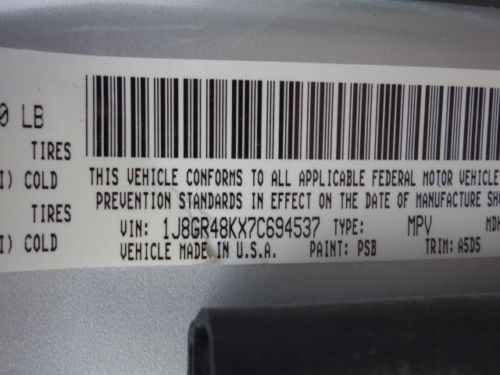 0 LB
TIRES
I) COLD THIS VEHICLE CONFORMS TO ALL APPLICABLE FEDERAL MOTOR VEHICLE
PREVENTION STANDARDS IN EFFECT ON THE DATE OF MANUFACTURE SH
TIRES
VIN: 1J8GR48KX7C694537 TYPE: MPV MDH
I) COLD VEHICLE MADE IN U.S.A. PAINT: PSB TRIM: A5D5